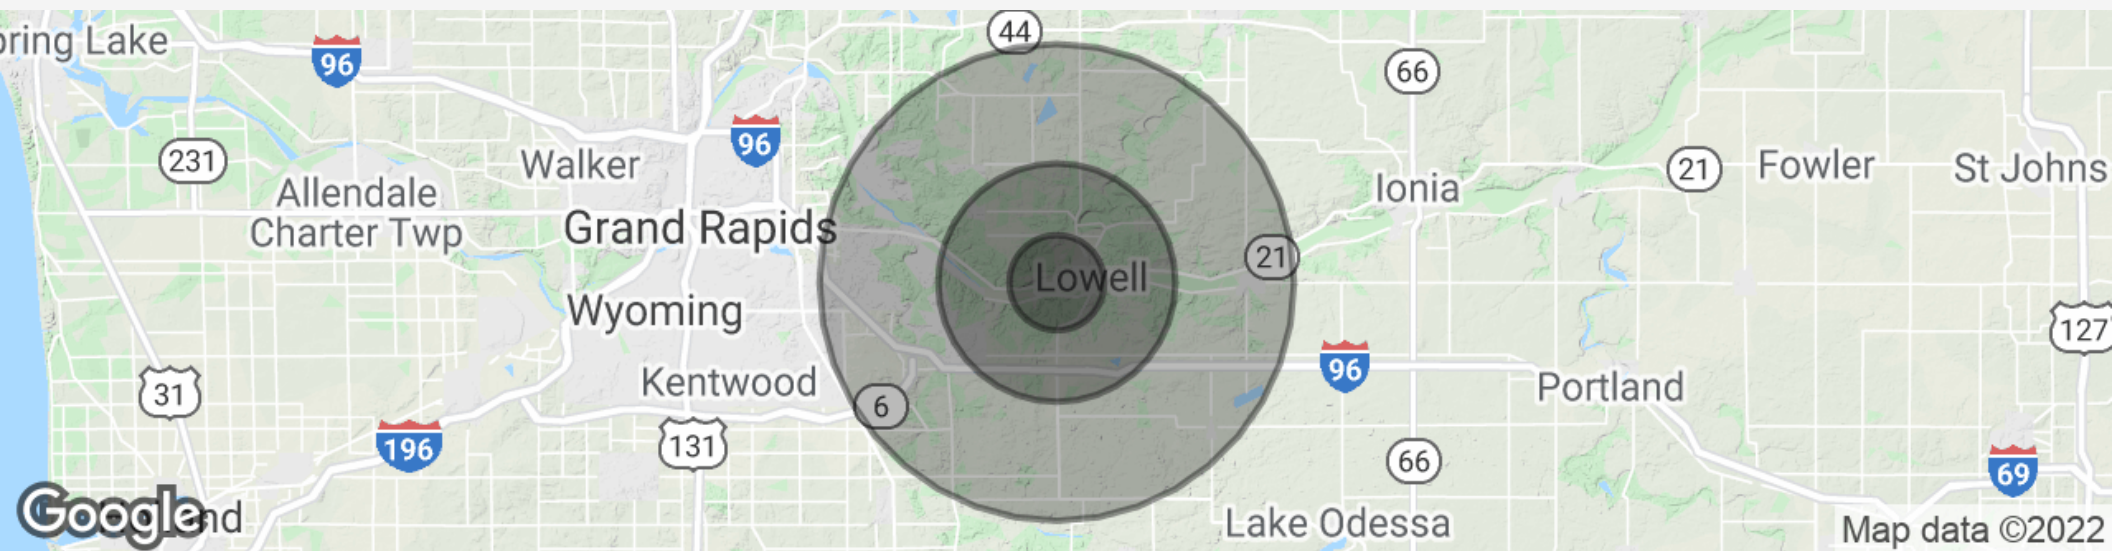 pring Lake
96
44
66
96
231
Walker
21
Fowler
St Johns
Allendale
Charter Twp
Ionia
Grand Rapids
21
Lowell
Wyoming
127
96
Kentwood
Portland
31
6
196
131
66
69
Google
Lake Odessa
Map data ©2022